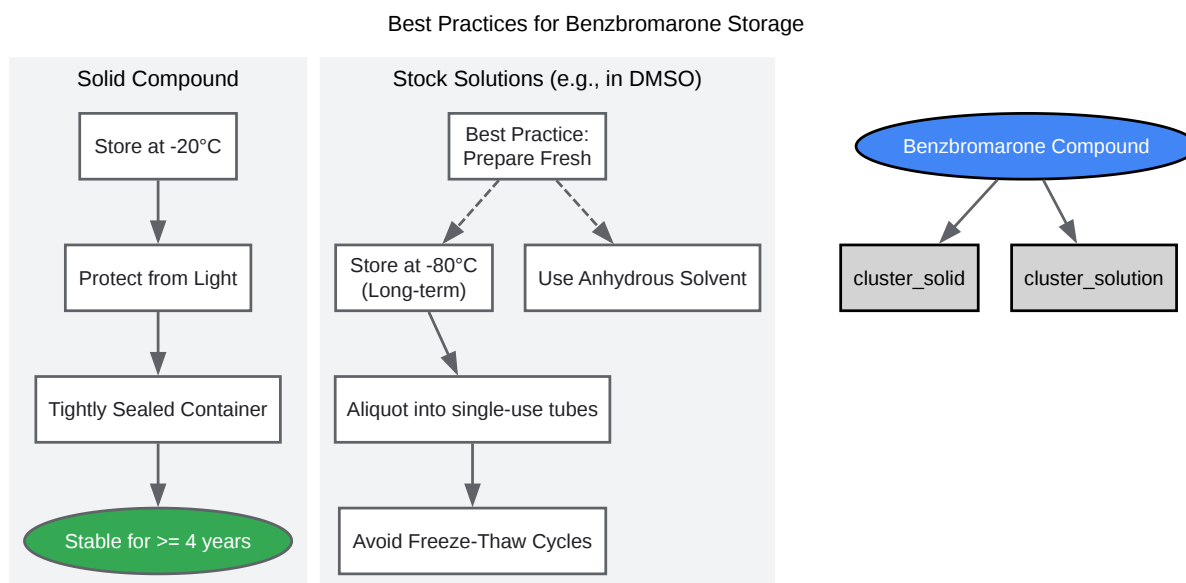 Best Practices for Benzbromarone Storage
Solid Compound
Store at -20°C
Protect from Light
Tightly Sealed Container
Stable for >= 4 years
Stock Solutions (e.g., in DMSO)
Best Practice:
Prepare Fresh
Store at -80°C
(Long-term)
Use Anhydrous Solvent
Aliquot into single-use tubes
Avoid Freeze-Thaw Cycles
Benzbromarone Compound
cluster_solid
cluster_solution